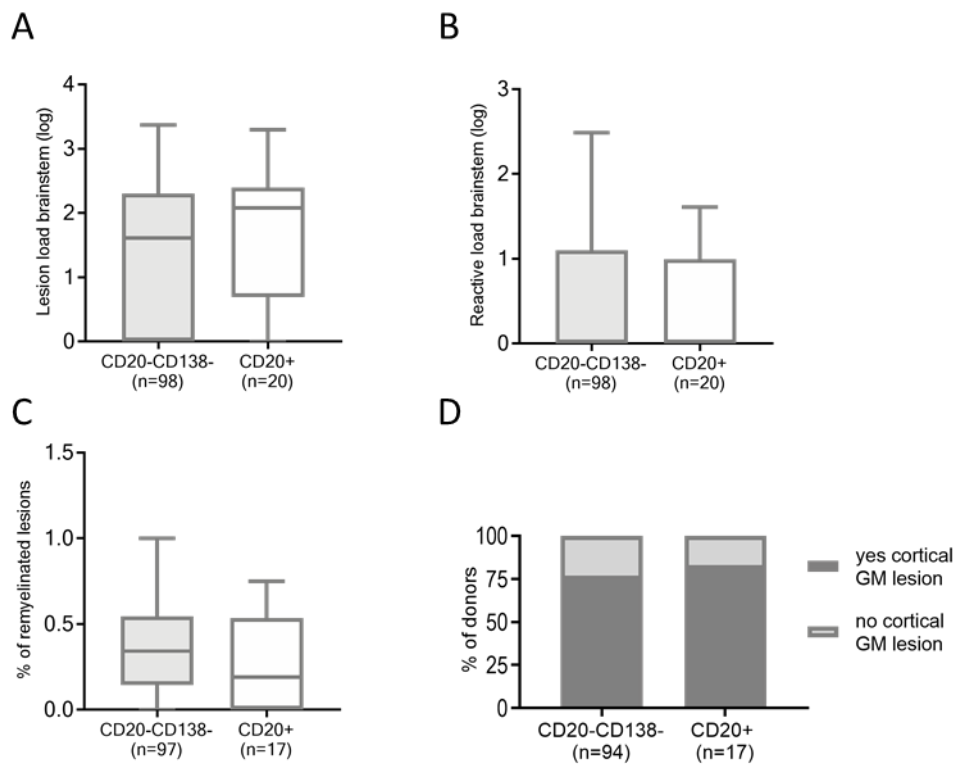 A
Lesion load brainstem (log)
4
3
2
1
0
CD20-CD138-
(n=98)
CD20+
(n=20)
B
Reactive load brainstem (log)
3
2
1
0
CD20-CD138-
(n=98)
CD20+
(n=20)
C
% of remyelinated lesions
1.5
1.0
0.5
0.0
CD20-CD138-
(n=97)
CD20+
(n=17)
D
% of donors
100
75
50
25
0
CD20-CD138-
(n=94)
CD20+
(n=17)
yes cortical
GM lesion
no cortical
GM lesion